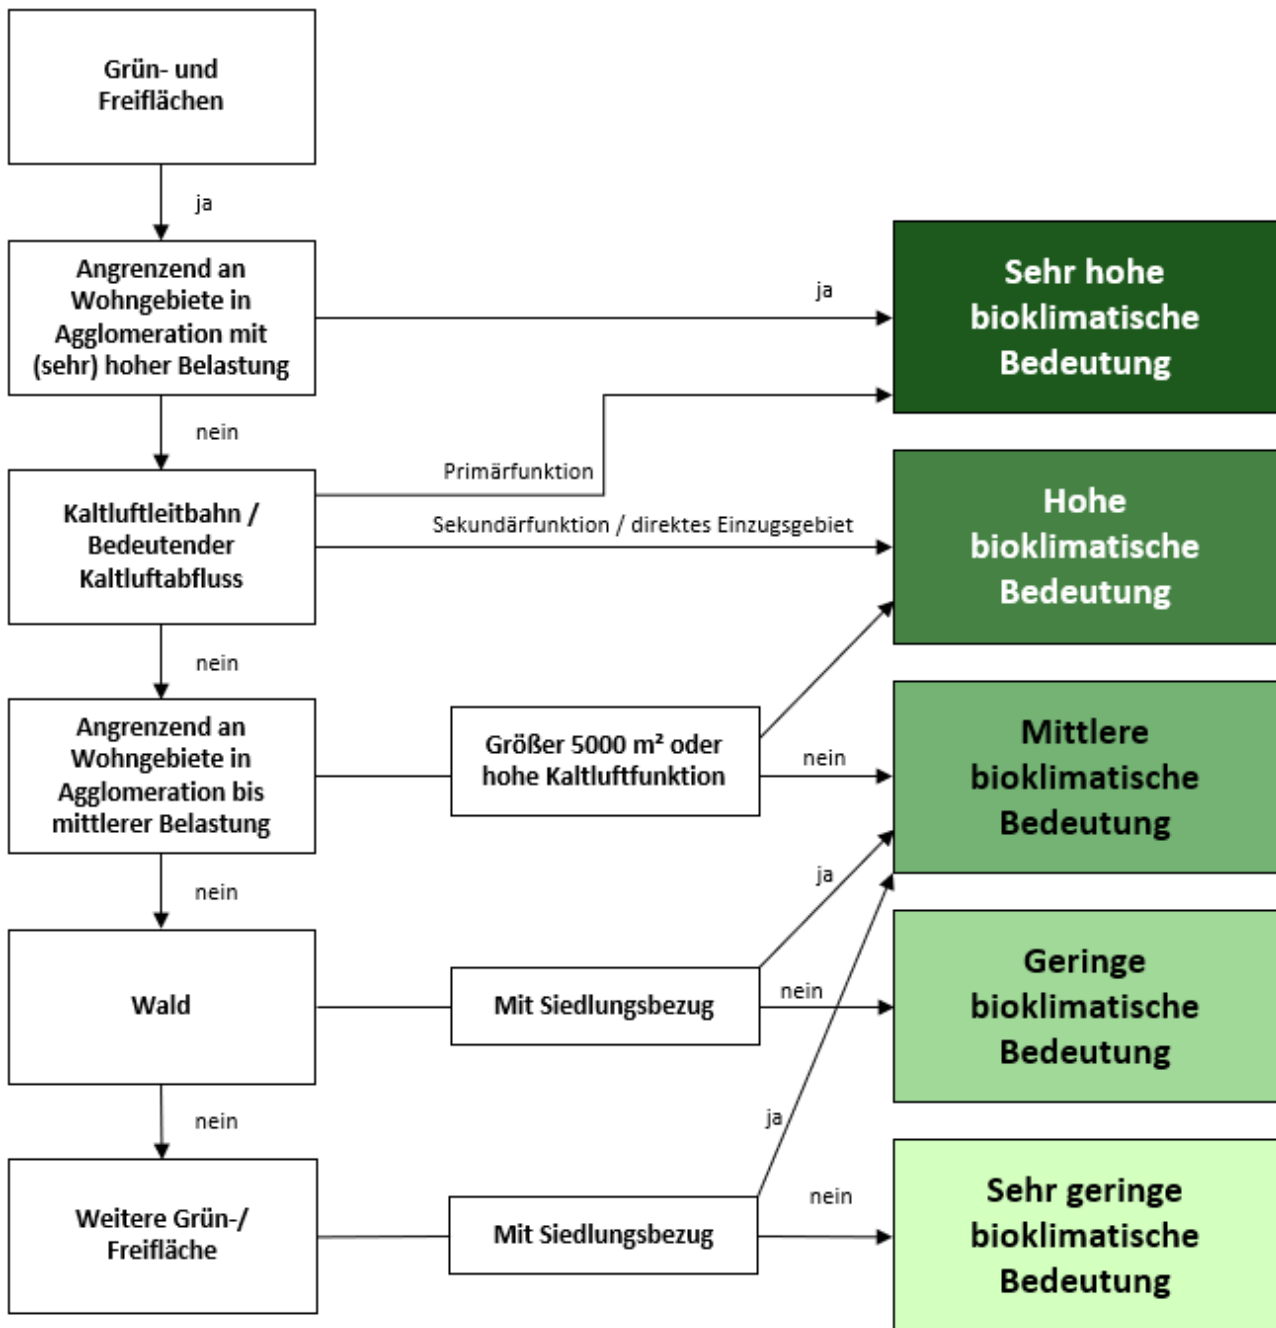 Grün- und
Freiflächen
ja
Angrenzend an
Wohngebiete in
Agglomeration mit
(sehr) hoher Belastung
ja
Sehr hohe
bioklimatische
Bedeutung
nein
Primärfunktion
Kaltluftleitbahn /
Bedeutender
Kaltluftabfluss
Sekundärfunktion / direktes Einzugsgebiet
Hohe
bioklimatische
Bedeutung
nein
Angrenzend an
Wohngebiete in
Agglomeration bis
mittlerer Belastung
Größer 5000 m² oder
hohe Kaltluftfunktion
nein
Mittlere
bioklimatische
Bedeutung
nein
ja
Wald
Mit Siedlungsbezug
nein
Geringe
bioklimatische
Bedeutung
nein
ja
Weitere Grün-/
Freifläche
Mit Siedlungsbezug
nein
Sehr geringe
bioklimatische
Bedeutung